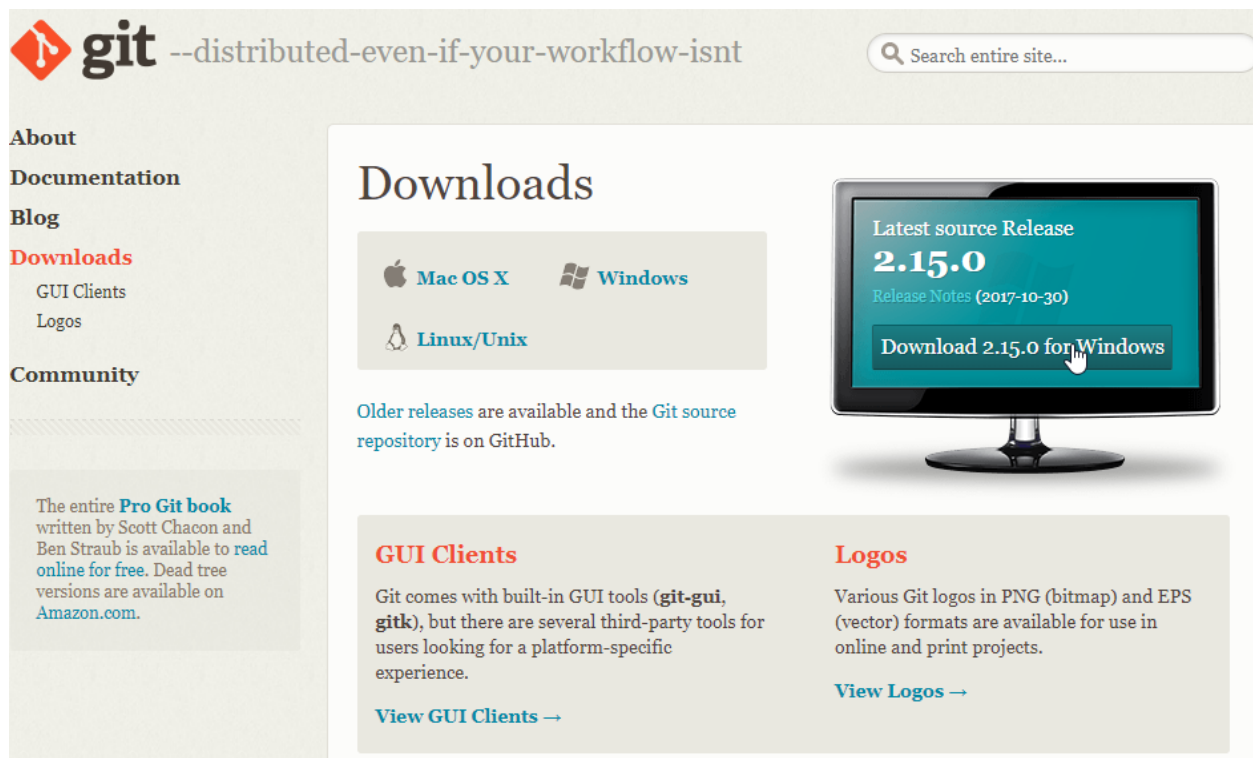 git --distributed-even-if-your-workflow-isnt
Search entire site...
About
Documentation
Blog
Downloads
GUI Clients
Logos
Community
The entire Pro Git book
written by Scott Chacon and
Ben Straub is available to read
online for free. Dead tree
versions are available on
Amazon.com.
Downloads
Mac OS X
Windows
Linux/Unix
Older releases are available and the Git source
repository is on GitHub.
Latest source Release
2.15.0
Release Notes (2017-10-30)
Download 2.15.0 for Windows
GUI Clients
Git comes with built-in GUI tools (git-gui,
gitk), but there are several third-party tools for
users looking for a platform-specific
experience.
View GUI Clients →
Logos
Various Git logos in PNG (bitmap) and EPS
(vector) formats are available for use in
online and print projects.
View Logos →